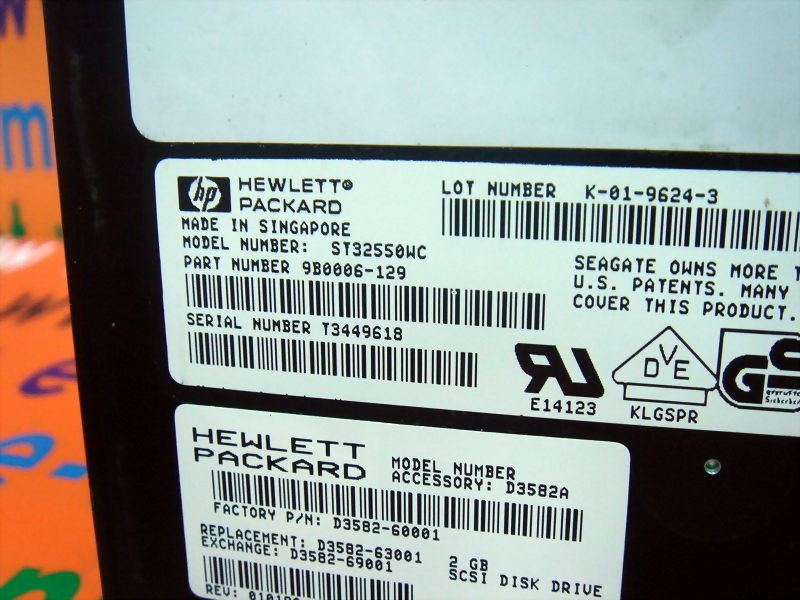 hp HEWLETT®
PACKARD
MADE IN SINGAPORE
MODEL NUMBER: ST32550WC
PART NUMBER 9B0006-129
SERIAL NUMBER T3449618
LOT NUMBER K-01-9624-3
SEAGATE OWNS MORE
U.S. PATENTS. MANY
COVER THIS PRODUCT.
E14123
DVE
KLGSPR
GS
HEWLETT
PACKARD
MODEL NUMBER
ACCESSORY: D3582A
FACTORY P/N: D3582-60001
REPLACEMENT: D3582-63001
EXCHANGE: D3582-69001
2 GB
SCSI DISK DRIVE
REV: